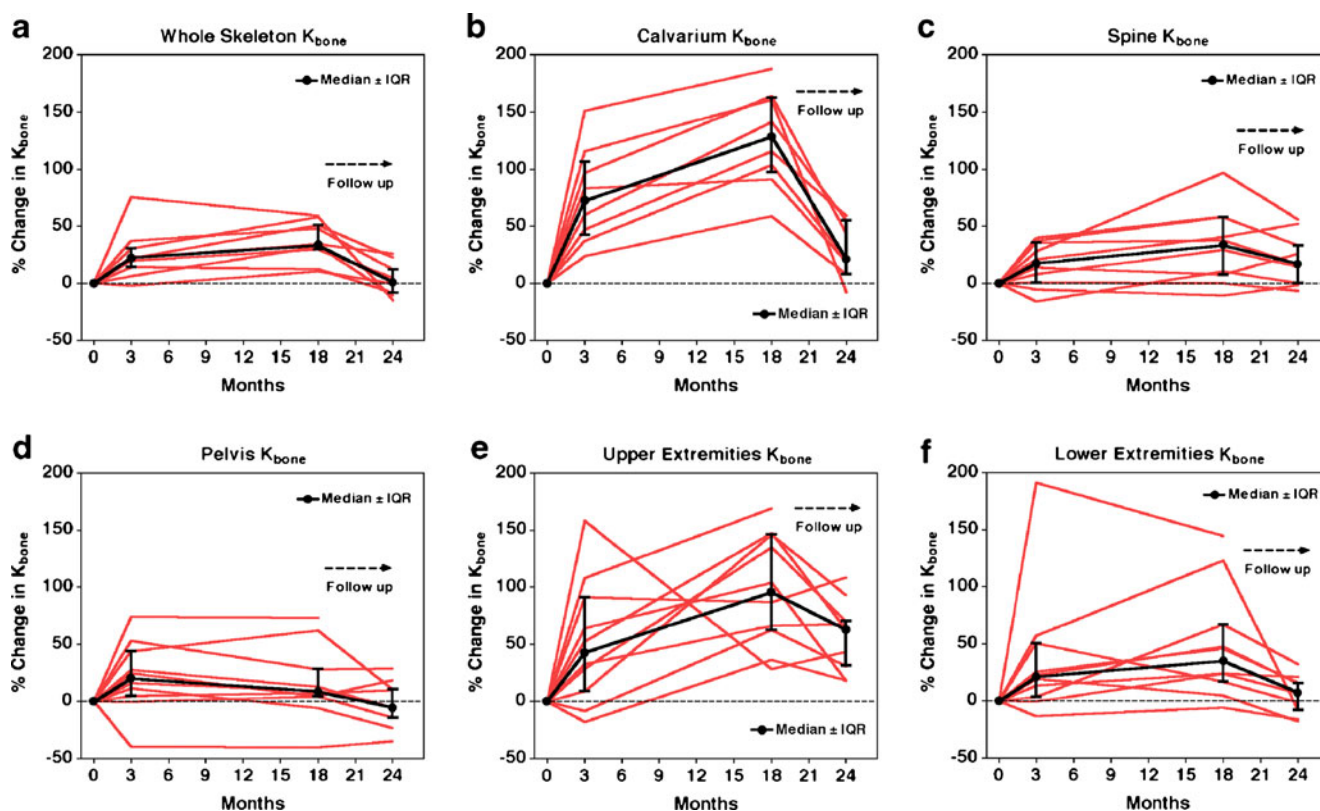 a
Whole Skeleton Kbone
200
150
100
50
0
-50
% Change in Kbone
Median ± IQR
Follow up
0 3 6 9 12 15 18 21 24
Months
b
Calvarium Kbone
200
150
100
50
0
-50
% Change in Kbone
Follow up
Median ± IQR
0 3 6 9 12 15 18 21 24
Months
c
Spine Kbone
200
150
100
50
0
-50
% Change in Kbone
Median ± IQR
Follow up
0 3 6 9 12 15 18 21 24
Months
d
Pelvis Kbone
200
150
100
50
0
-50
% Change in Kbone
Median ± IQR
Follow up
0 3 6 9 12 15 18 21 24
Months
e
Upper Extremities Kbone
200
150
100
50
0
-50
% Change in Kbone
Follow up
Median ± IQR
0 3 6 9 12 15 18 21 24
Months
f
Lower Extremities Kbone
200
150
100
50
0
-50
% Change in Kbone
Median ± IQR
Follow up
0 3 6 9 12 15 18 21 24
Months